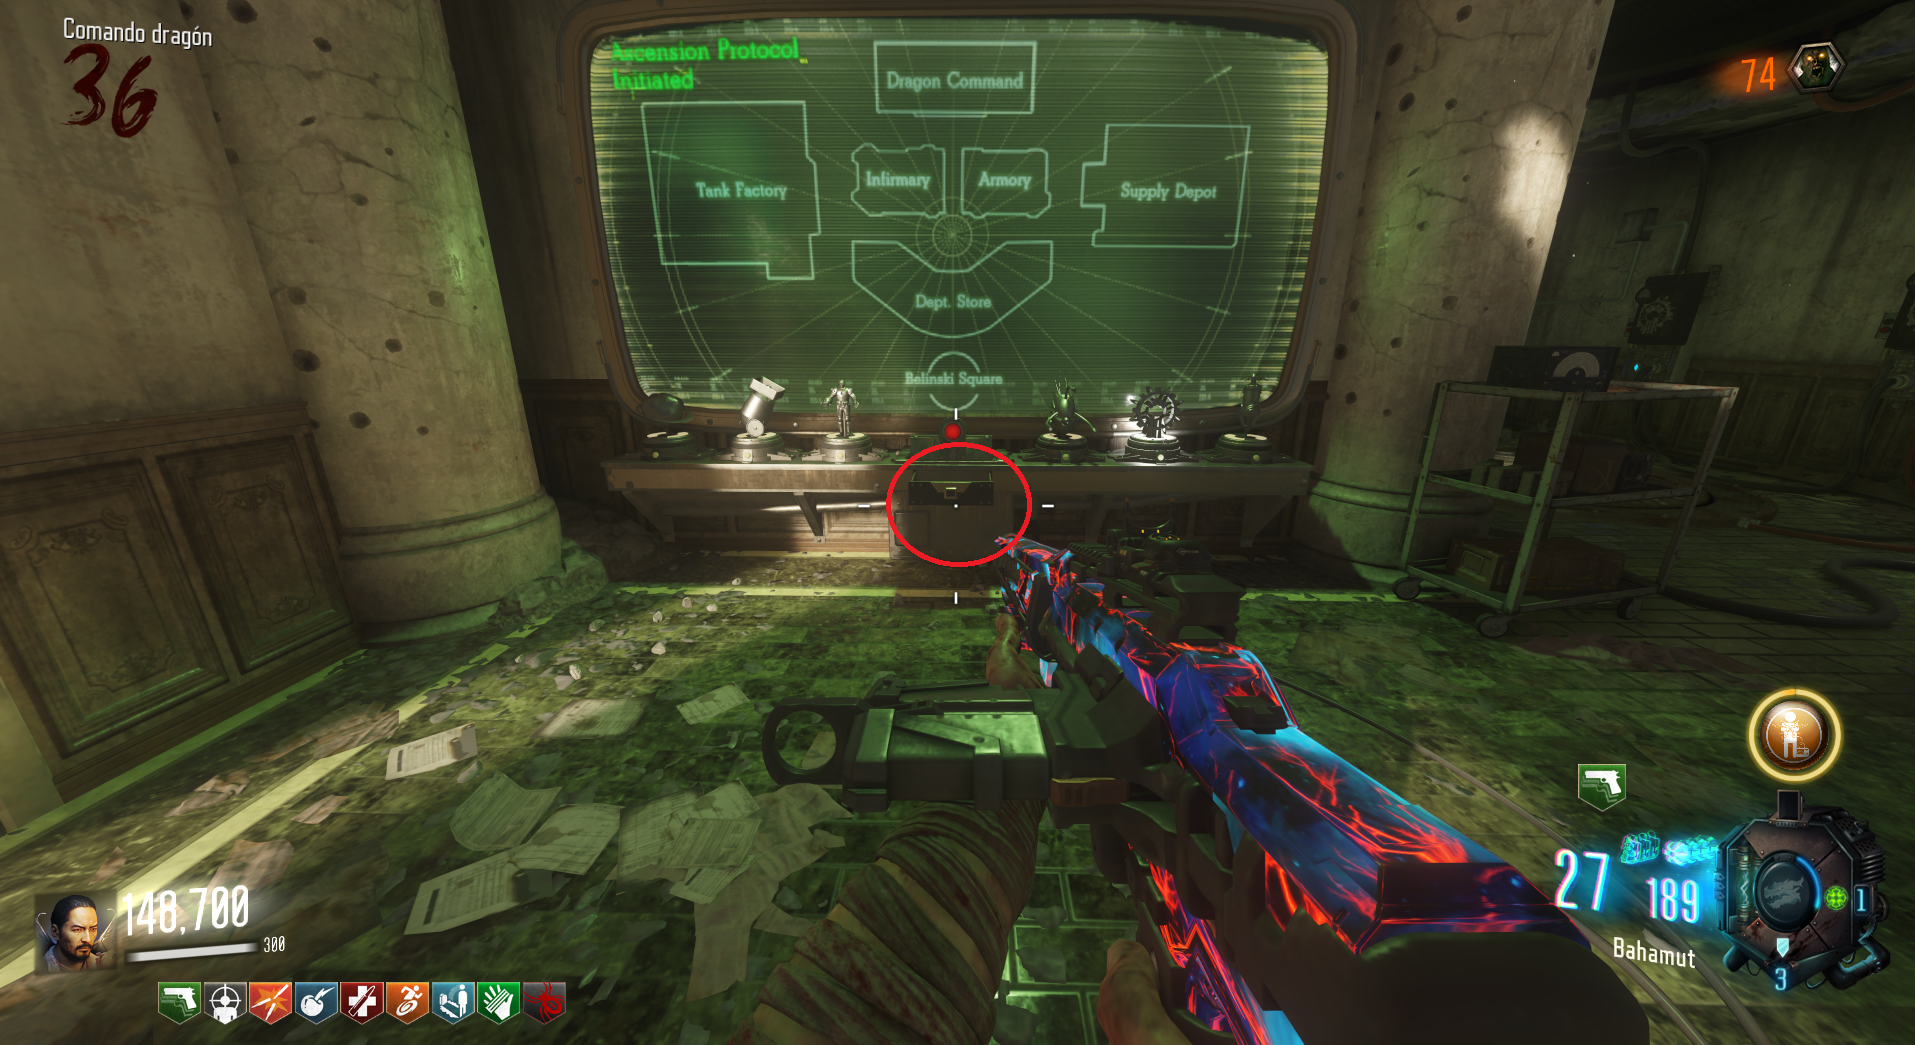 Comando dragón
36
74
Ascension Protocol
Initiated
Dragon Command
Tank Factory
Infirmary
Armory
Supply Depot
Dept. Store
Belinski Square
148,700
300
27
189
1
Bahamut
3